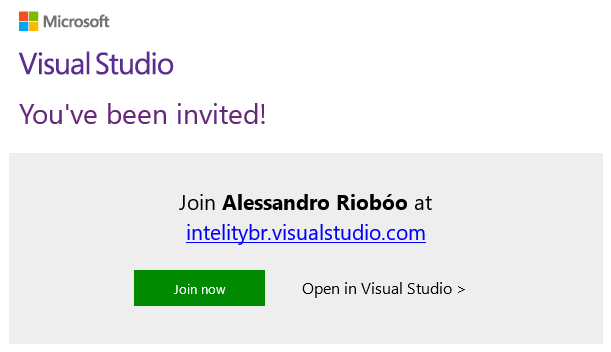 Microsoft
Visual Studio
You've been invited!
Join Alessandro Riobóo at
intelitybr.visualstudio.com
Join now
Open in Visual Studio >